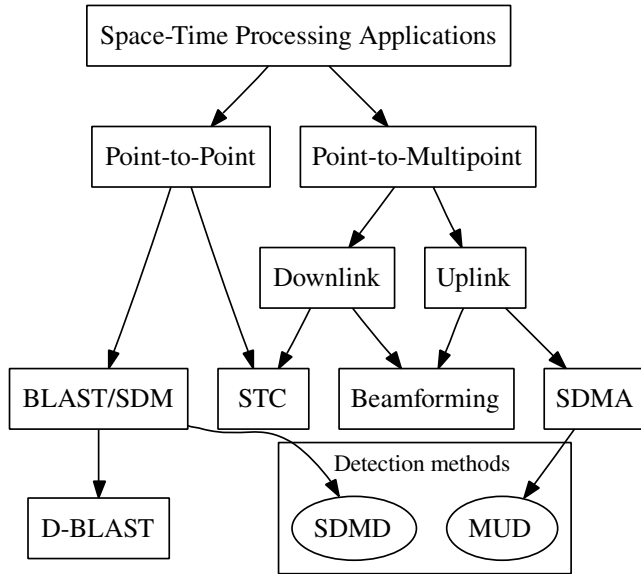 Space-Time Processing Applications
Point-to-Point
Point-to-Multipoint
Downlink
Uplink
BLAST/SDM
STC
Beamforming
SDMA
Detection methods
D-BLAST
SDMD
MUD